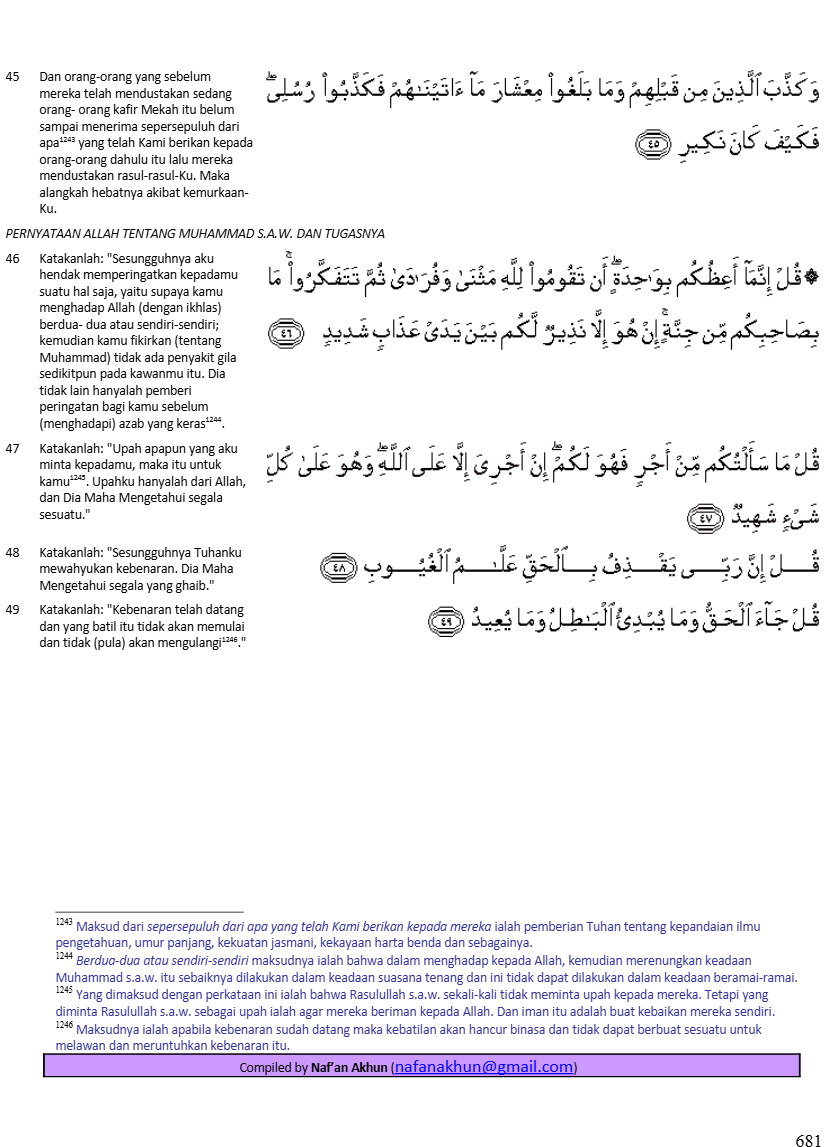 45 Dan orang-orang yang sebelum
mereka telah mendustakan sedang
orang- orang kafir Mekah itu belum
sampai menerima sepersepuluh dari
apa¹²⁴³ yang telah Kami berikan kepada
orang-orang dahulu itu lalu mereka
mendustakan rasul-rasul-Ku. Maka
alangkah hebatnya akibat kemurkaan-
Ku.
وَكَذَّبَ ٱلَّذِينَ مِن قَبْلِهِمْ وَمَا بَلَغُوا۟ مِعْشَارَ مَآ ءَاتَيْنَـٰهُمْ فَكَذَّبُوا۟ رُسُلِى ۖ
فَكَيْفَ كَانَ نَكِيرِ ٤٥
PERNYATAAN ALLAH TENTANG MUHAMMAD S.A.W. DAN TUGASNYA
46 Katakanlah: "Sesungguhnya aku
hendak memperingatkan kepadamu
suatu hal saja, yaitu supaya kamu
menghadap Allah (dengan ikhlas)
berdua- dua atau sendiri-sendiri;
kemudian kamu fikirkan (tentang
Muhammad) tidak ada penyakit gila
sedikitpun pada kawanmu itu. Dia
tidak lain hanyalah pemberi
peringatan bagi kamu sebelum
(menghadapi) azab yang keras¹²⁴⁴.
۞ قُلْ إِنَّمَآ أَعِظُكُم بِوَٰحِدَةٍ ۖ أَن تَقُومُوا۟ لِلَّهِ مَثْنَىٰ وَفُرَٰدَىٰ ثُمَّ تَتَفَكَّرُوا۟ ۚ مَا
بِصَاحِبِكُم مِّن جِنَّةٍ ۚ إِنْ هُوَ إِلَّا نَذِيرٌ لَّكُم بَيْنَ يَدَىْ عَذَابٍ شَدِيدٍ ٤٦
47 Katakanlah: "Upah apapun yang aku
minta kepadamu, maka itu untuk
kamu¹²⁴⁵. Upahku hanyalah dari Allah,
dan Dia Maha Mengetahui segala
sesuatu."
قُلْ مَا سَأَلْتُكُم مِّنْ أَجْرٍ فَهُوَ لَكُمْ ۖ إِنْ أَجْرِىَ إِلَّا عَلَى ٱللَّهِ ۖ وَهُوَ عَلَىٰ كُلِّ
شَىْءٍ شَهِيدٌ ٤٧
48 Katakanlah: "Sesungguhnya Tuhanku
mewahyukan kebenaran. Dia Maha
Mengetahui segala yang ghaib."
قُلْ إِنَّ رَبِّى يَقْذِفُ بِٱلْحَقِّ عَلَّـٰمُ ٱلْغُيُوبِ ٤٨
49 Katakanlah: "Kebenaran telah datang
dan yang batil itu tidak akan memulai
dan tidak (pula) akan mengulangi¹²⁴⁶."
قُلْ جَآءَ ٱلْحَقُّ وَمَا يُبْدِئُ ٱلْبَـٰطِلُ وَمَا يُعِيدُ ٤٩
¹²⁴³ Maksud dari sepersepuluh dari apa yang telah Kami berikan kepada mereka ialah pemberian Tuhan tentang kepandaian ilmu
pengetahuan, umur panjang, kekuatan jasmani, kekayaan harta benda dan sebagainya.
¹²⁴⁴ Berdua-dua atau sendiri-sendiri maksudnya ialah bahwa dalam menghadap kepada Allah, kemudian merenungkan keadaan
Muhammad s.a.w. itu sebaiknya dilakukan dalam keadaan suasana tenang dan ini tidak dapat dilakukan dalam keadaan beramai-ramai.
¹²⁴⁵ Yang dimaksud dengan perkataan ini ialah bahwa Rasulullah s.a.w. sekali-kali tidak meminta upah kepada mereka. Tetapi yang
diminta Rasulullah s.a.w. sebagai upah ialah agar mereka beriman kepada Allah. Dan iman itu adalah buat kebaikan mereka sendiri.
¹²⁴⁶ Maksudnya ialah apabila kebenaran sudah datang maka kebatilan akan hancur binasa dan tidak dapat berbuat sesuatu untuk
melawan dan meruntuhkan kebenaran itu.
Compiled by Naf’an Akhun (nafanakhun@gmail.com)
681